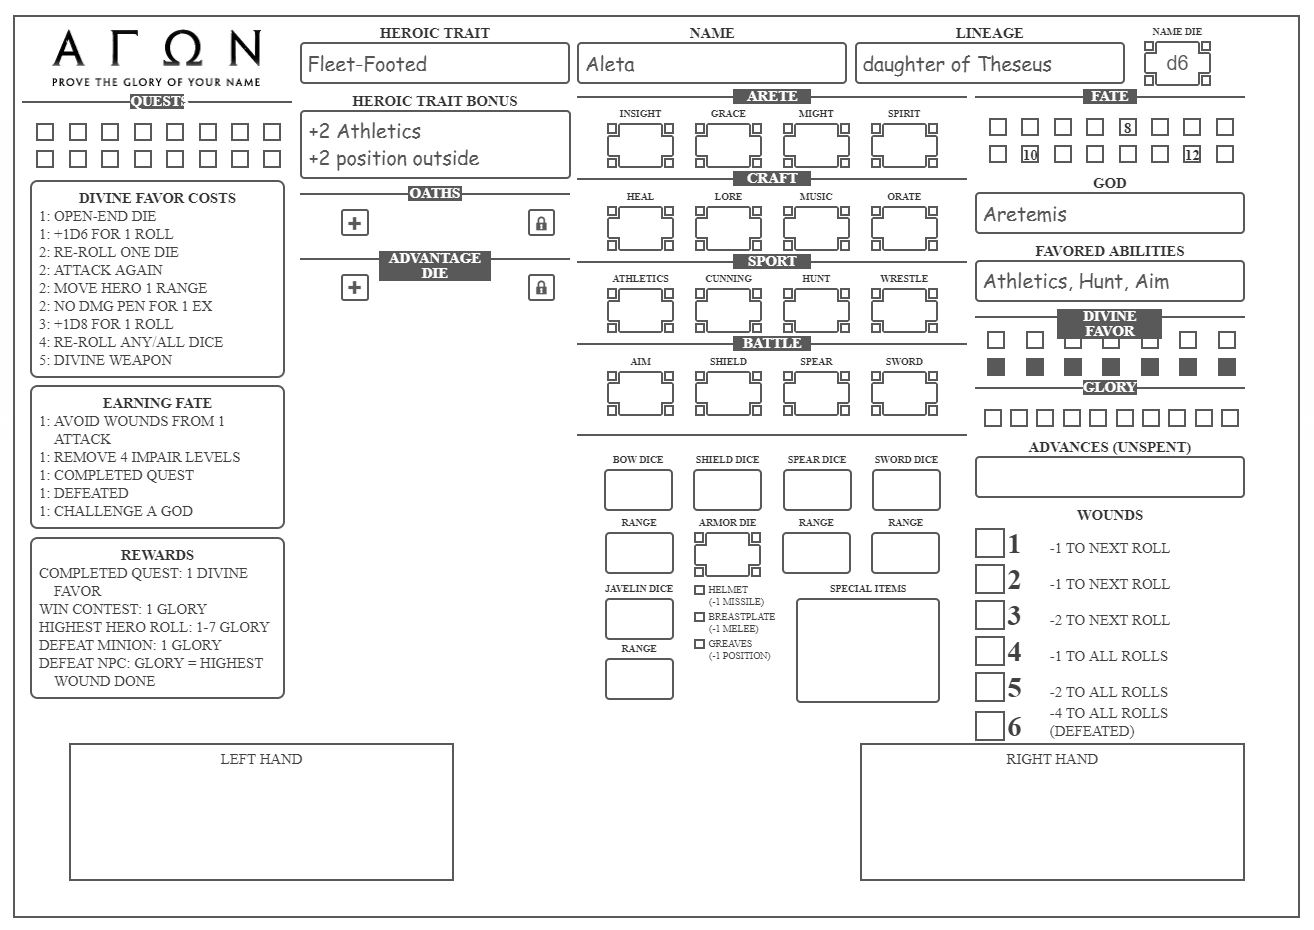 ΑΓΩΝ
PROVE THE GLORY OF YOUR NAME
QUESTS
DIVINE FAVOR COSTS
1: OPEN-END DIE
1: +1D6 FOR 1 ROLL
2: RE-ROLL ONE DIE
2: ATTACK AGAIN
2: MOVE HERO 1 RANGE
2: NO DMG PEN FOR 1 EX
3: +1D8 FOR 1 ROLL
4: RE-ROLL ANY/ALL DICE
5: DIVINE WEAPON
EARNING FATE
1: AVOID WOUNDS FROM 1
ATTACK
1: REMOVE 4 IMPAIR LEVELS
1: COMPLETED QUEST
1: DEFEATED
1: CHALLENGE A GOD
REWARDS
COMPLETED QUEST: 1 DIVINE
FAVOR
WIN CONTEST: 1 GLORY
HIGHEST HERO ROLL: 1-7 GLORY
DEFEAT MINION: 1 GLORY
DEFEAT NPC: GLORY = HIGHEST
WOUND DONE
HEROIC TRAIT
Fleet-Footed
HEROIC TRAIT BONUS
+2 Athletics
+2 position outside
OATHS
+
ADVANTAGE
DIE
+
NAME
Aleta
LINEAGE
daughter of Theseus
NAME DIE
d6
ARETE
INSIGHT GRACE MIGHT SPIRIT
CRAFT
HEAL LORE MUSIC ORATE
SPORT
ATHLETICS CUNNING HUNT WRESTLE
BATTLE
AIM SHIELD SPEAR SWORD
BOW DICE SHIELD DICE SPEAR DICE SWORD DICE
RANGE ARMOR DIE RANGE RANGE
JAVELIN DICE
RANGE
HELMET
(-1 MISSILE)
BREASTPLATE
(-1 MELEE)
GREAVES
(-1 POSITION)
SPECIAL ITEMS
FATE
8
10 12
GOD
Aretemis
FAVORED ABILITIES
Athletics, Hunt, Aim
DIVINE
FAVOR
GLORY
ADVANCES (UNSPENT)
WOUNDS
1 -1 TO NEXT ROLL
2 -1 TO NEXT ROLL
3 -2 TO NEXT ROLL
4 -1 TO ALL ROLLS
5 -2 TO ALL ROLLS
6 -4 TO ALL ROLLS
(DEFEATED)
LEFT HAND
RIGHT HAND